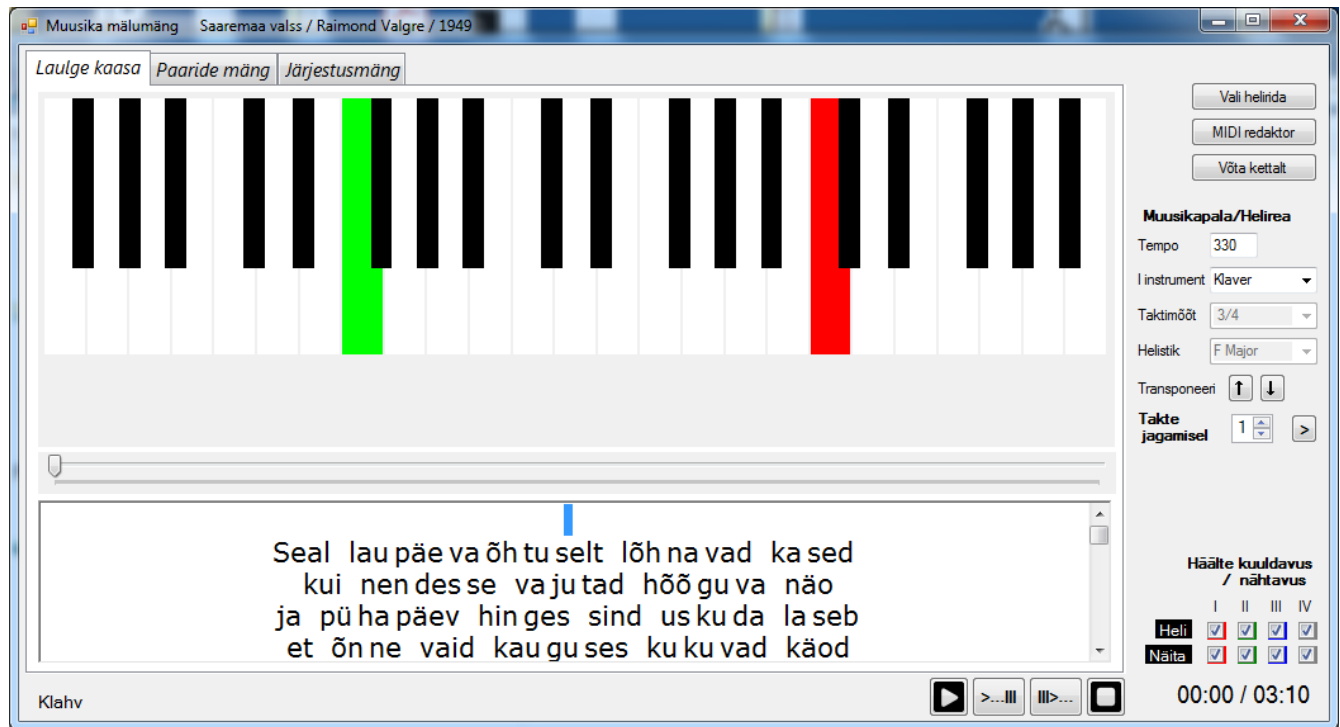 Muusika mälumäng Saaremaa valss / Raimond Valgre / 1949
Laulge kaasa Paaride mäng Järjestusmäng
Vali helirida
MIDI redaktor
Võta kettalt
Muusikapala/Helirea
Tempo 330
I instrument Klaver
Taktimõõt 3/4
Helistik F Major
Transponeeri ↑ ↓
Takte
jagamisel 1 >
Seal lau päe va õh tu selt lõh na vad ka sed
kui nen des se va ju tad hõõ gu va näo
ja pü ha päev hin ges sind us ku da la seb
et õn ne vaid kau gu ses ku ku vad käod
Häälte kuuldavus
/ nähtavus
I II III IV
Heli
Näita
Klahv >...III III>... 00:00 / 03:10